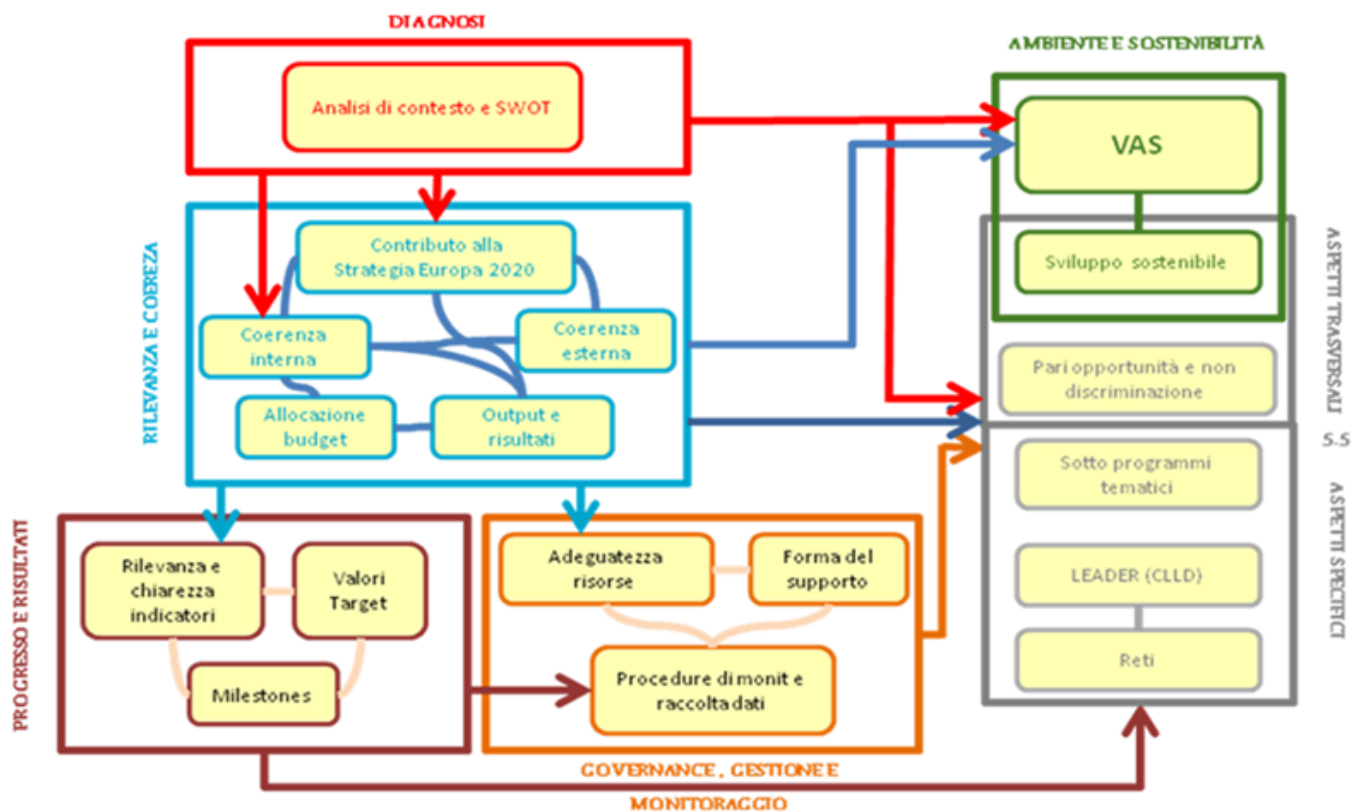 DIAGNOSI
Analisi di contesto e SWOT
AMBIENTE E SOSTENIBILITÀ
VAS
Sviluppo sostenibile
RILEVANZA E COEREZA
Contributo alla
Strategia Europa 2020
Coerenza
interna
Coerenza
esterna
Allocazione
budget
Output e
risultati
ASPETTI TRASVERSALI
Pari opportunità e non
discriminazione
5.5
ASPETTI SPECIFICI
Sotto programmi
tematici
LEADER (CLLD)
Reti
PROGRESSO E RISULTATI
Rilevanza e
chiarezza
indicatori
Valori
Target
Milestones
Adeguatezza
risorse
Forma del
supporto
Procedure di monit e
raccolta dati
GOVERNANCE, GESTIONE E
MONITORAGGIO